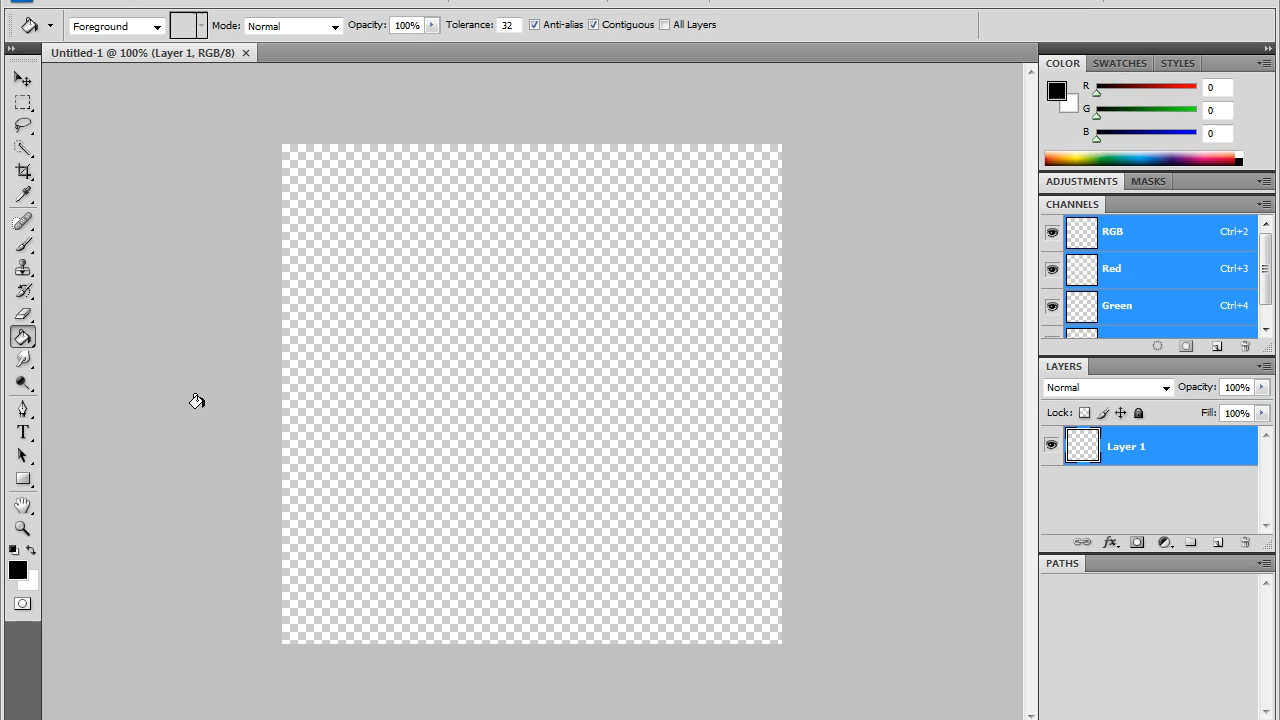 Foreground Mode: Normal Opacity: 100% Tolerance: 32 Anti-alias Contiguous All Layers
Untitled-1 @ 100% (Layer 1, RGB/8) ×
COLOR SWATCHES STYLES
R 0
G 0
B 0
ADJUSTMENTS MASKS
CHANNELS
RGB Ctrl+2
Red Ctrl+3
Green Ctrl+4
LAYERS
Normal Opacity: 100%
Lock: Fill: 100%
Layer 1
fx
PATHS
T